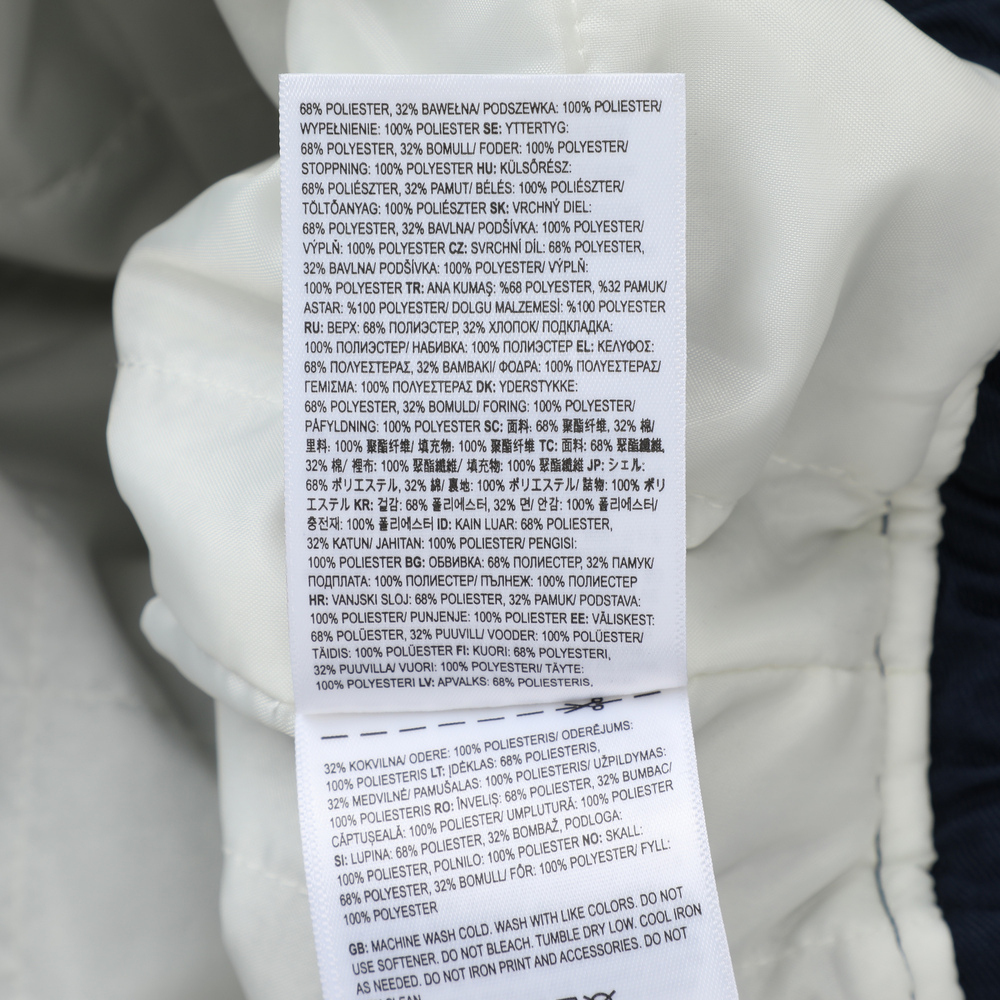 68% POLIESTER, 32% BAWEŁNA/ PODSZEWKA: 100% POLIESTER/
WYPEŁNIENIE: 100% POLIESTER SE: YTTERTYG:
68% POLYESTER, 32% BOMULL/ FODER: 100% POLYESTER/
STOPPNING: 100% POLYESTER HU: KÜLSŐRÉSZ:
68% POLIÉSZTER, 32% PAMUT/ BÉLÉS: 100% POLIÉSZTER/
TÖLTŐANYAG: 100% POLIÉSZTER SK: VRCHNÝ DIEL:
68% POLYESTER, 32% BAVLNA/ PODŠÍVKA: 100% POLYESTER/
VÝPLŇ: 100% POLYESTER CZ: SVRCHNÍ DÍL: 68% POLYESTER,
32% BAVLNA/ PODŠÍVKA: 100% POLYESTER/ VÝPLŇ:
100% POLYESTER TR: ANA KUMAŞ: %68 POLYESTER, %32 PAMUK/
ASTAR: %100 POLYESTER/ DOLGU MALZEMESİ: %100 POLYESTER
RU: ВЕРХ: 68% ПОЛИЭСТЕР, 32% ХЛОПОК/ ПОДКЛАДКА:
100% ПОЛИЭСТЕР/ НАБИВКА: 100% ПОЛИЭСТЕР EL: ΚΕΛΥΦΟΣ:
68% ΠΟΛΥΕΣΤΕΡΑΣ, 32% ΒΑΜΒΑΚΙ/ ΦΟΔΡΑ: 100% ΠΟΛΥΕΣΤΕΡΑΣ/
ΓΕΜΙΣΜΑ: 100% ΠΟΛΥΕΣΤΕΡΑΣ DK: YDERSTYKKE:
68% POLYESTER, 32% BOMULD/ FORING: 100% POLYESTER/
PÅFYLDNING: 100% POLYESTER SC: 面料: 68% 聚酯纤维, 32% 棉/
里料: 100% 聚酯纤维/ 填充物: 100% 聚酯纤维 TC: 面料: 68% 聚酯纖維,
32% 棉/ 裡布: 100% 聚酯纖維/ 填充物: 100% 聚酯纖維 JP: シェル:
68% ポリエステル, 32% 綿/ 裏地: 100% ポリエステル/ 詰物: 100% ポリ
エステル KR: 겉감: 68% 폴리에스터, 32% 면/ 안감: 100% 폴리에스터/
충전재: 100% 폴리에스터 ID: KAIN LUAR: 68% POLIESTER,
32% KATUN/ JAHITAN: 100% POLIESTER/ PENGISI:
100% POLIESTER BG: ОБВИВКА: 68% ПОЛИЕСТЕР, 32% ПАМУК/
ПОДПЛАТА: 100% ПОЛИЕСТЕР/ ПЪЛНЕЖ: 100% ПОЛИЕСТЕР
HR: VANJSKI SLOJ: 68% POLIESTER, 32% PAMUK/ PODSTAVA:
100% POLIESTER/ PUNJENJE: 100% POLIESTER EE: VÄLISKEST:
68% POLÜESTER, 32% PUUVILL/ VOODER: 100% POLÜESTER/
TÄIDIS: 100% POLÜESTER FI: KUORI: 68% POLYESTERI,
32% PUUVILLA/ VUORI: 100% POLYESTERI/ TÄYTE:
100% POLYESTERI LV: APVALKS: 68% POLIESTERIS,
32% KOKVILNA/ ODERE: 100% POLIESTERIS/ ODERĒJUMS:
100% POLIESTERIS LT: ĮDĖKLAS: 68% POLIESTERIS,
32% MEDVILNĖ/ PAMUŠALAS: 100% POLIESTERIS/ UŽPILDYMAS:
100% POLIESTERIS RO: ÎNVELIŞ: 68% POLIESTER, 32% BUMBAC/
CĂPTUŞEALĂ: 100% POLIESTER/ UMPLUTURĂ: 100% POLIESTER
SI: LUPINA: 68% POLIESTER, 32% BOMBAŽ, PODLOGA:
100% POLIESTER, POLNILO: 100% POLIESTER NO: SKALL:
68% POLYESTER, 32% BOMULL/ FÔR: 100% POLYESTER/ FYLL:
100% POLYESTER
GB: MACHINE WASH COLD. WASH WITH LIKE COLORS. DO NOT
USE SOFTENER. DO NOT BLEACH. TUMBLE DRY LOW. COOL IRON
AS NEEDED. DO NOT IRON PRINT AND ACCESSORIES. DO NOT